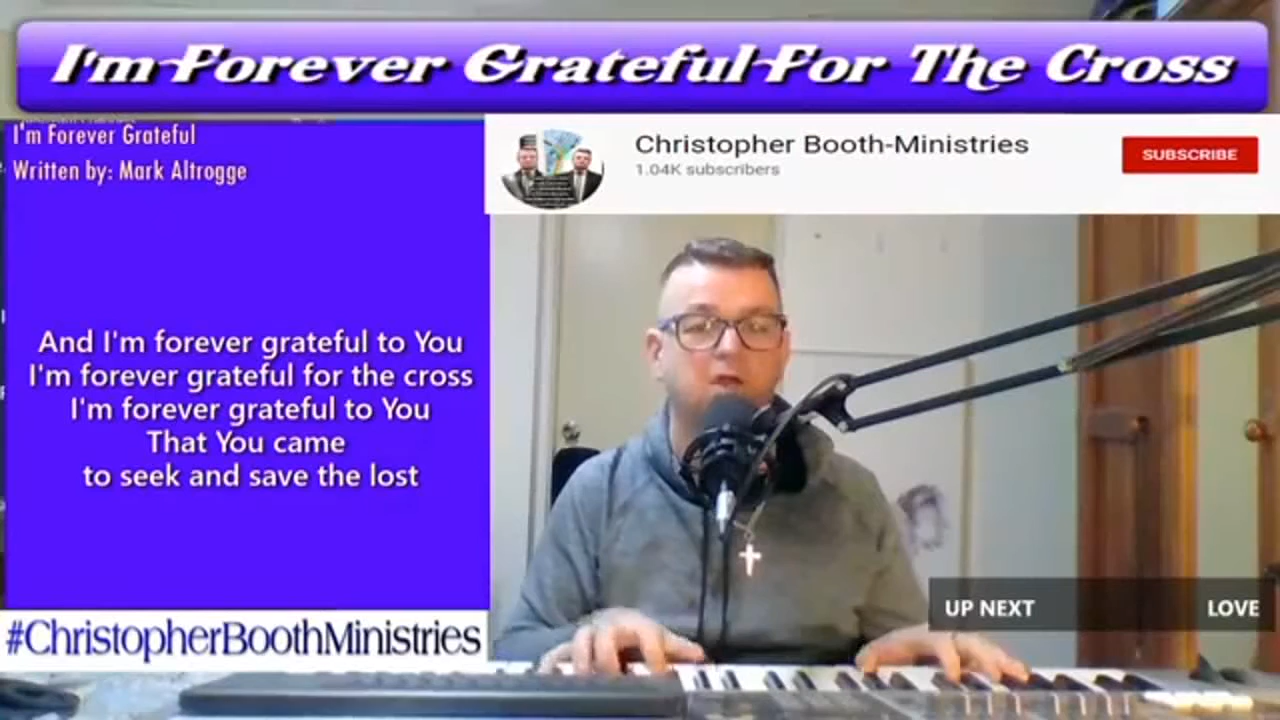 I'm Forever Grateful For The Cross
I'm Forever Grateful
Written by: Mark Altrogge
Christopher Booth-Ministries
1.04K subscribers
SUBSCRIBE
And I'm forever grateful to You
I'm forever grateful for the cross
I'm forever grateful to You
That You came
to seek and save the lost
UP NEXT
LOVE
#ChristopherBoothMinistries